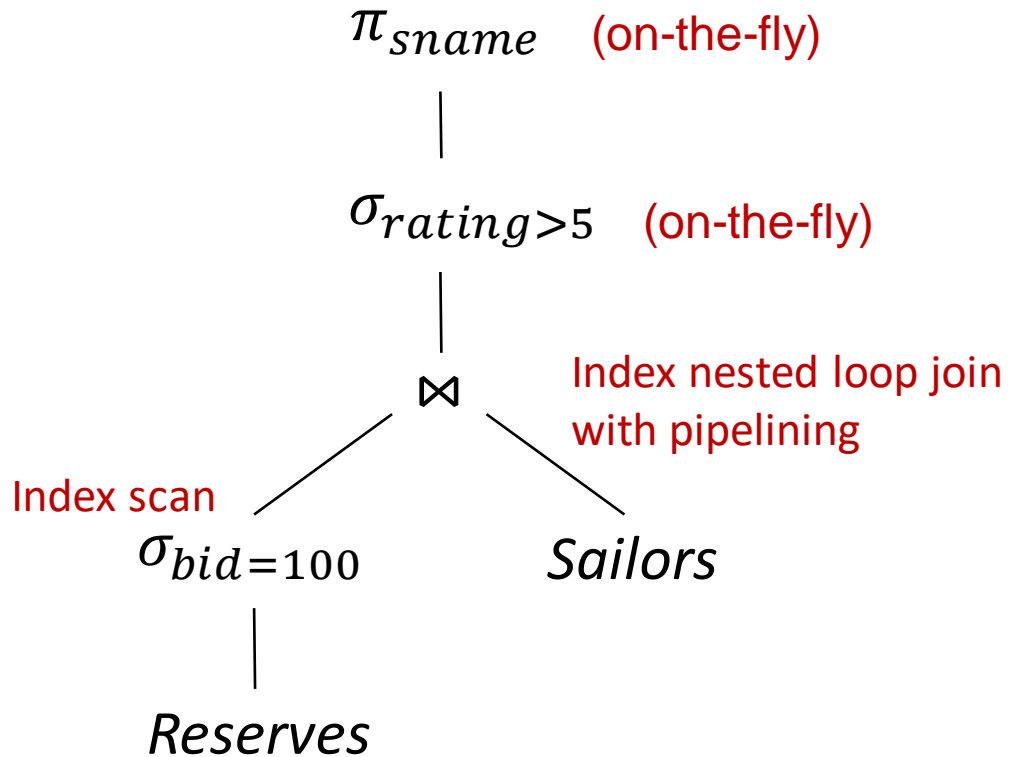 π_sname (on-the-fly)
σ_rating>5 (on-the-fly)
⋈
Index nested loop join
with pipelining
Index scan
σ_bid=100
Sailors
Reserves